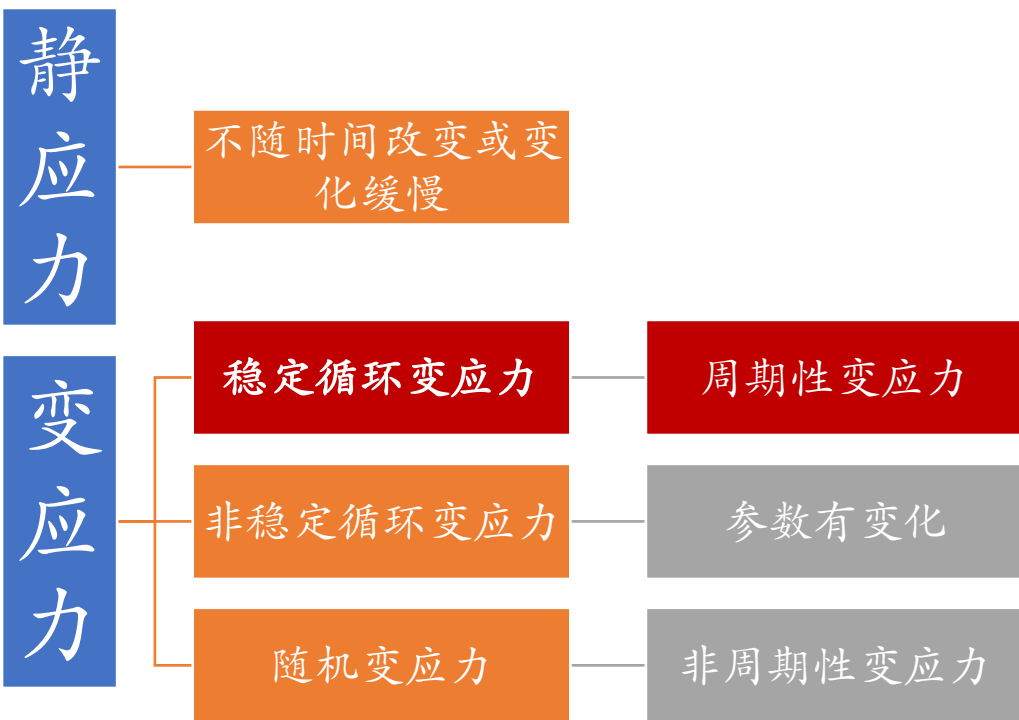 静应力
不随时间改变或变
化缓慢
变应力
稳定循环变应力
周期性变应力
非稳定循环变应力
参数有变化
随机变应力
非周期性变应力